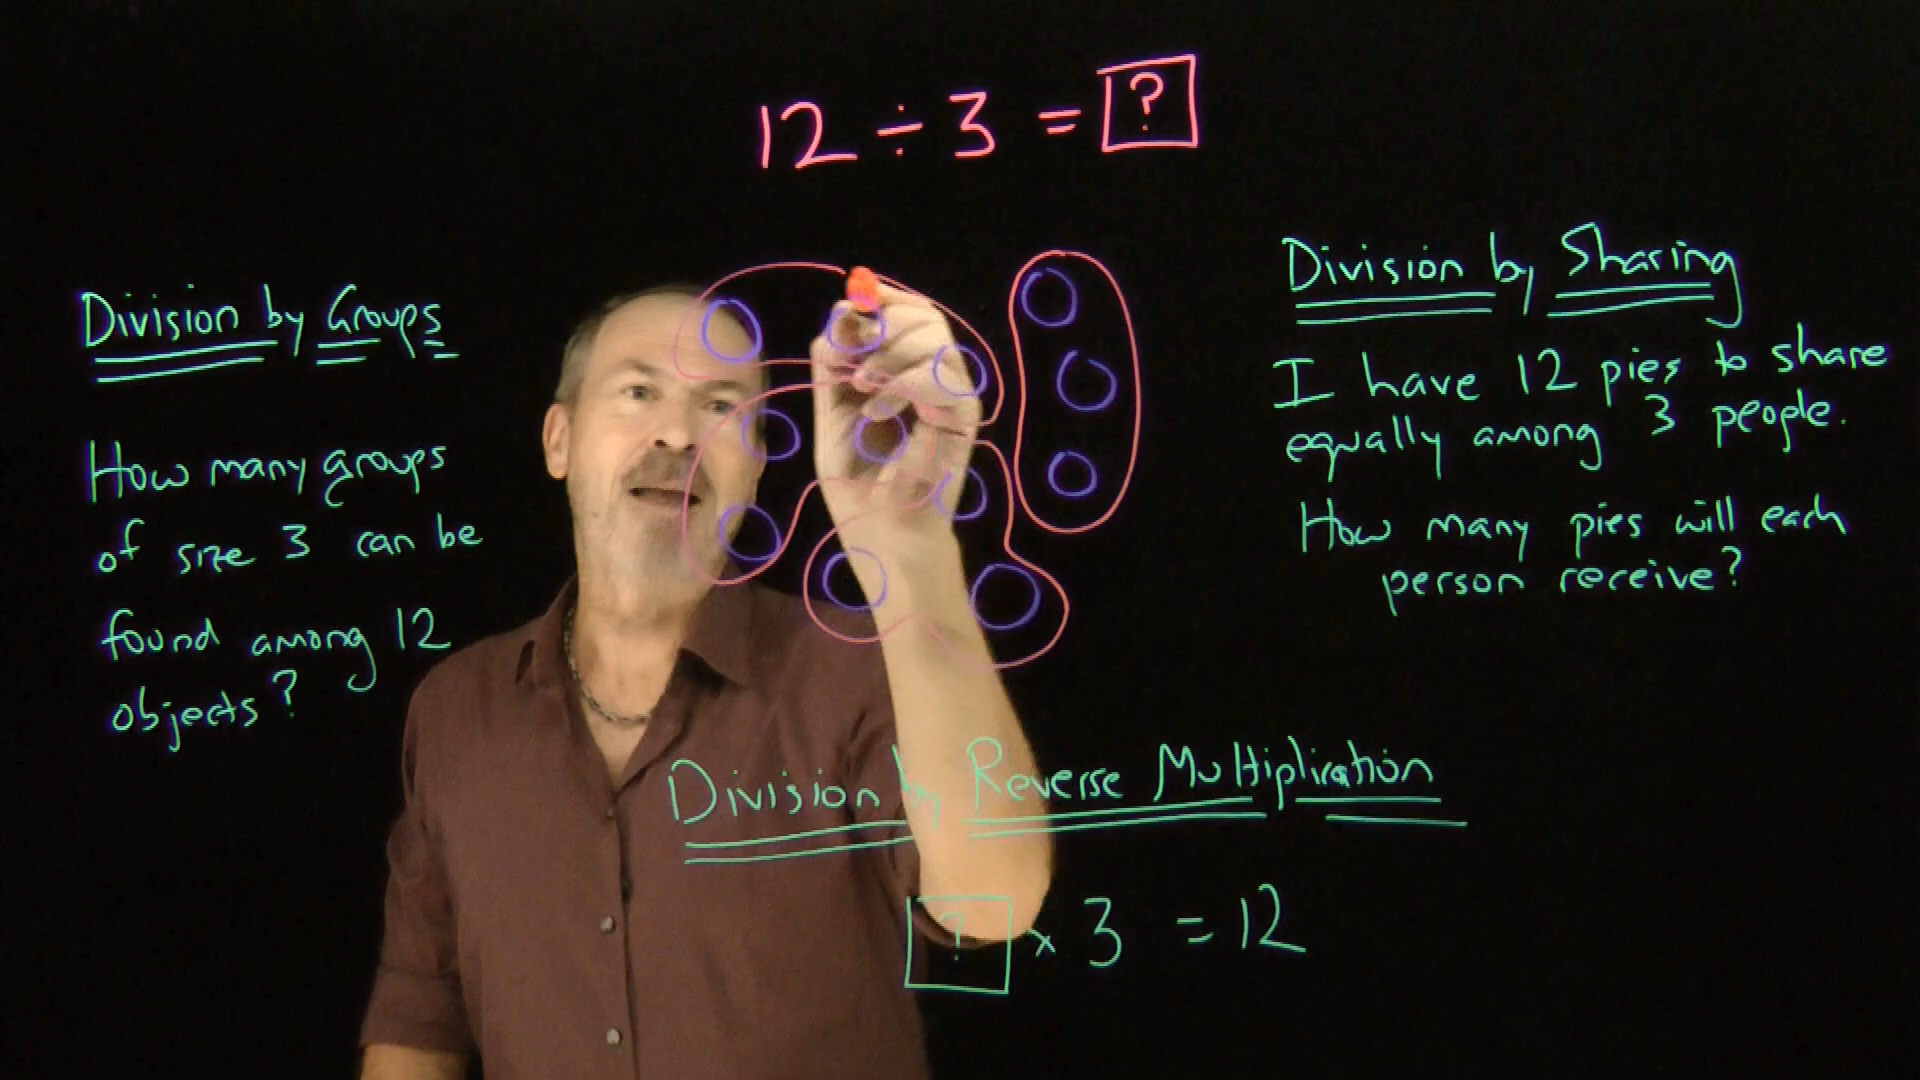 12 ÷ 3 = ?
Division by Groups
How many groups
of size 3 can be
found among 12
objects?
Division by Sharing
I have 12 pies to share
equally among 3 people.
How many pies will each
person receive?
Division by Reverse Multiplication
? × 3 = 12